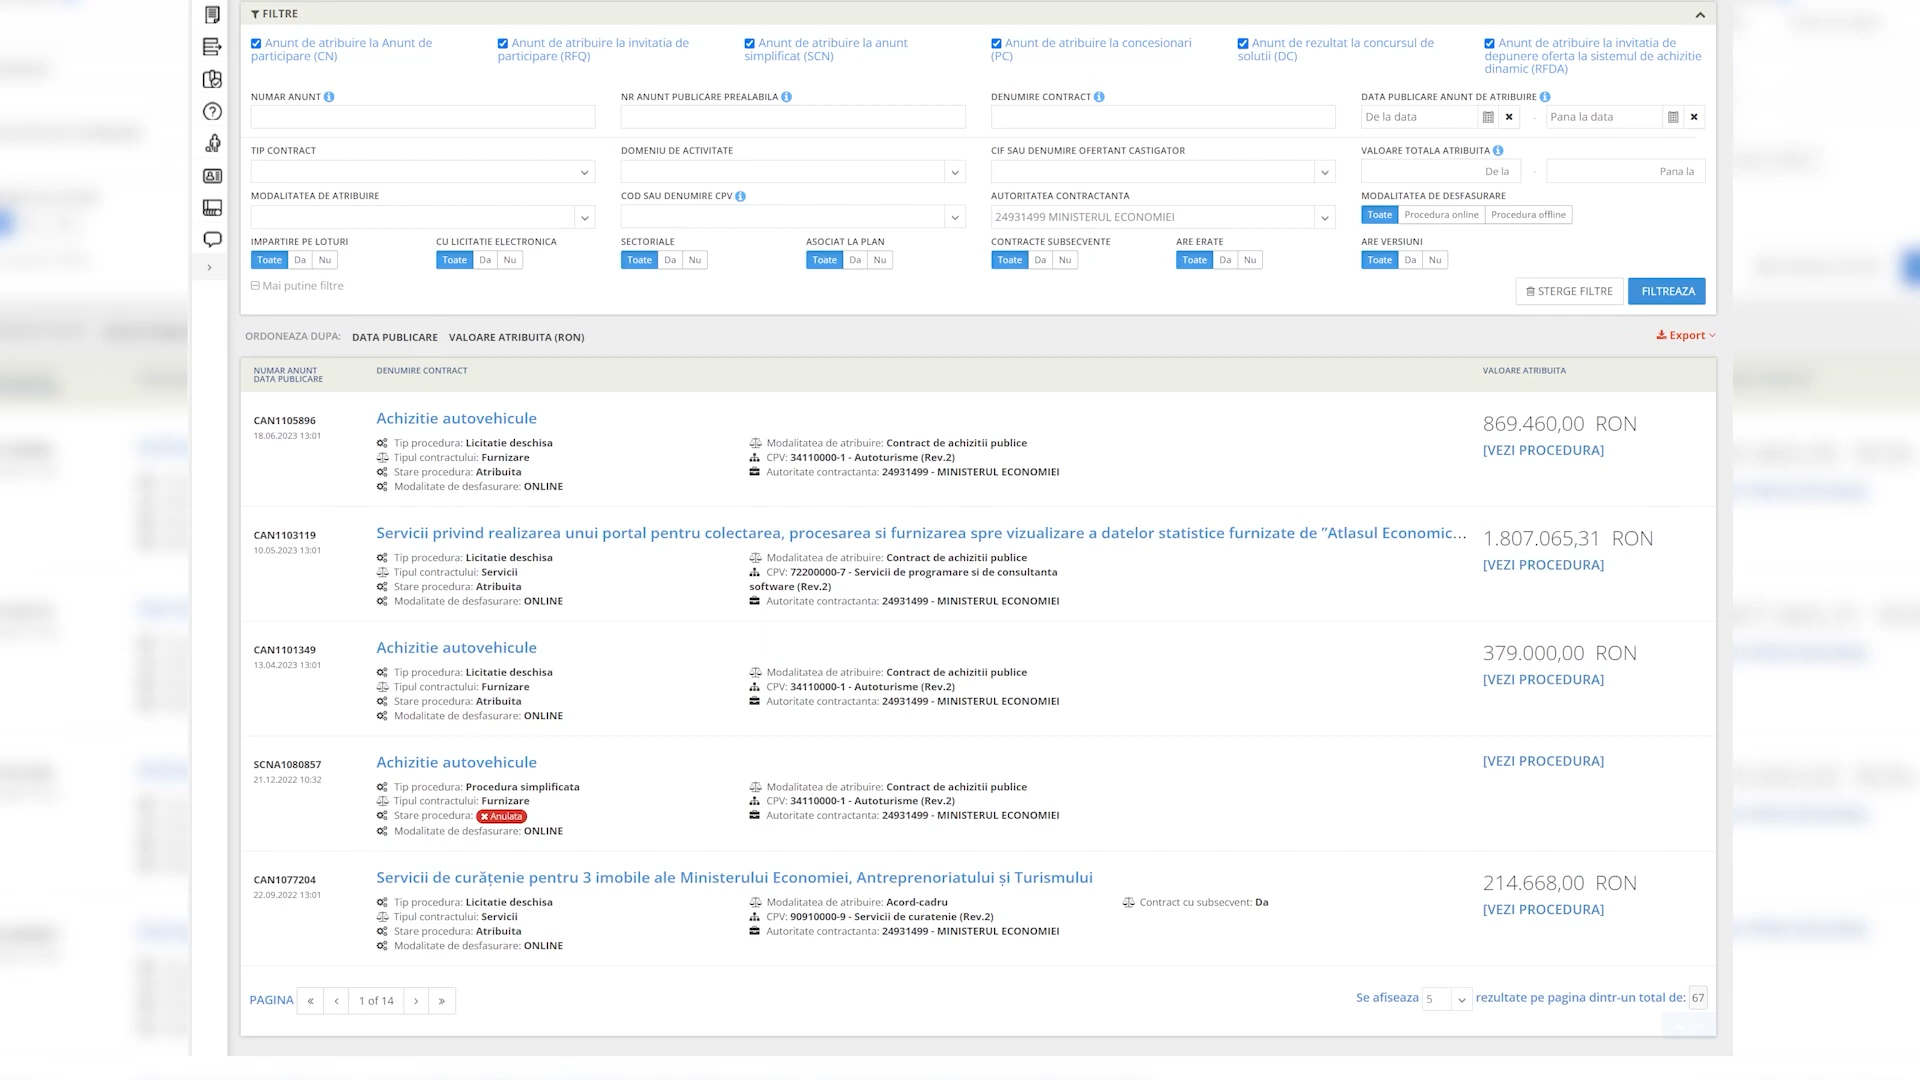 FILTRE
Anunt de atribuire la Anunt de participare (CN)
Anunt de atribuire la invitatia de participare (RFQ)
Anunt de atribuire la anunt simplificat (SCN)
Anunt de atribuire la concesionari (PC)
Anunt de rezultat la concursul de solutii (DC)
Anunt de atribuire la invitatia de depunere oferta la sistemul de achizitie dinamic (RFDA)
NUMAR ANUNT
NR ANUNT PUBLICARE PREALABILA
DENUMIRE CONTRACT
DATA PUBLICARE ANUNT DE ATRIBUIRE
De la data
-
Pana la data
TIP CONTRACT
DOMENIU DE ACTIVITATE
CIF SAU DENUMIRE OFERTANT CASTIGATOR
VALOARE TOTALA ATRIBUITA
De la
-
Pana la
MODALITATEA DE ATRIBUIRE
COD SAU DENUMIRE CPV
AUTORITATEA CONTRACTANTA
24931499 MINISTERUL ECONOMIEI
MODALITATEA DE DESFASURARE
Toate Procedura online Procedura offline
IMPARTIRE PE LOTURI
Toate Da Nu
CU LICITATIE ELECTRONICA
Toate Da Nu
SECTORIALE
Toate Da Nu
ASOCIAT LA PLAN
Toate Da Nu
CONTRACTE SUBSECVENTE
Toate Da Nu
ARE ERATE
Toate Da Nu
ARE VERSIUNI
Toate Da Nu
Mai putine filtre
STERGE FILTRE
FILTREAZA
ORDONEAZA DUPA: DATA PUBLICARE VALOARE ATRIBUITA (RON)
Export
NUMAR ANUNT
DATA PUBLICARE
DENUMIRE CONTRACT
VALOARE ATRIBUITA
CAN1105896
18.06.2023 13:01
Achizitie autovehicule
Tip procedura: Licitatie deschisa
Tipul contractului: Furnizare
Stare procedura: Atribuita
Modalitate de desfasurare: ONLINE
Modalitatea de atribuire: Contract de achizitii publice
CPV: 34110000-1 - Autoturisme (Rev.2)
Autoritate contractanta: 24931499 - MINISTERUL ECONOMIEI
869.460,00 RON
[VEZI PROCEDURA]
CAN1103119
10.05.2023 13:01
Servicii privind realizarea unui portal pentru colectarea, procesarea si furnizarea spre vizualizare a datelor statistice furnizate de ”Atlasul Economic...
Tip procedura: Licitatie deschisa
Tipul contractului: Servicii
Stare procedura: Atribuita
Modalitate de desfasurare: ONLINE
Modalitatea de atribuire: Contract de achizitii publice
CPV: 72200000-7 - Servicii de programare si de consultanta
software (Rev.2)
Autoritate contractanta: 24931499 - MINISTERUL ECONOMIEI
1.807.065,31 RON
[VEZI PROCEDURA]
CAN1101349
13.04.2023 13:01
Achizitie autovehicule
Tip procedura: Licitatie deschisa
Tipul contractului: Furnizare
Stare procedura: Atribuita
Modalitate de desfasurare: ONLINE
Modalitatea de atribuire: Contract de achizitii publice
CPV: 34110000-1 - Autoturisme (Rev.2)
Autoritate contractanta: 24931499 - MINISTERUL ECONOMIEI
379.000,00 RON
[VEZI PROCEDURA]
SCNA1080857
21.12.2022 10:32
Achizitie autovehicule
Tip procedura: Procedura simplificata
Tipul contractului: Furnizare
Stare procedura: Anulata
Modalitate de desfasurare: ONLINE
Modalitatea de atribuire: Contract de achizitii publice
CPV: 34110000-1 - Autoturisme (Rev.2)
Autoritate contractanta: 24931499 - MINISTERUL ECONOMIEI
[VEZI PROCEDURA]
CAN1077204
22.09.2022 13:01
Servicii de curățenie pentru 3 imobile ale Ministerului Economiei, Antreprenoriatului și Turismului
Tip procedura: Licitatie deschisa
Tipul contractului: Servicii
Stare procedura: Atribuita
Modalitate de desfasurare: ONLINE
Modalitatea de atribuire: Acord-cadru
CPV: 90910000-9 - Servicii de curatenie (Rev.2)
Autoritate contractanta: 24931499 - MINISTERUL ECONOMIEI
Contract cu subsecvent: Da
214.668,00 RON
[VEZI PROCEDURA]
PAGINA « ‹ 1 of 14 › »
Se afiseaza 5 rezultate pe pagina dintr-un total de: 67